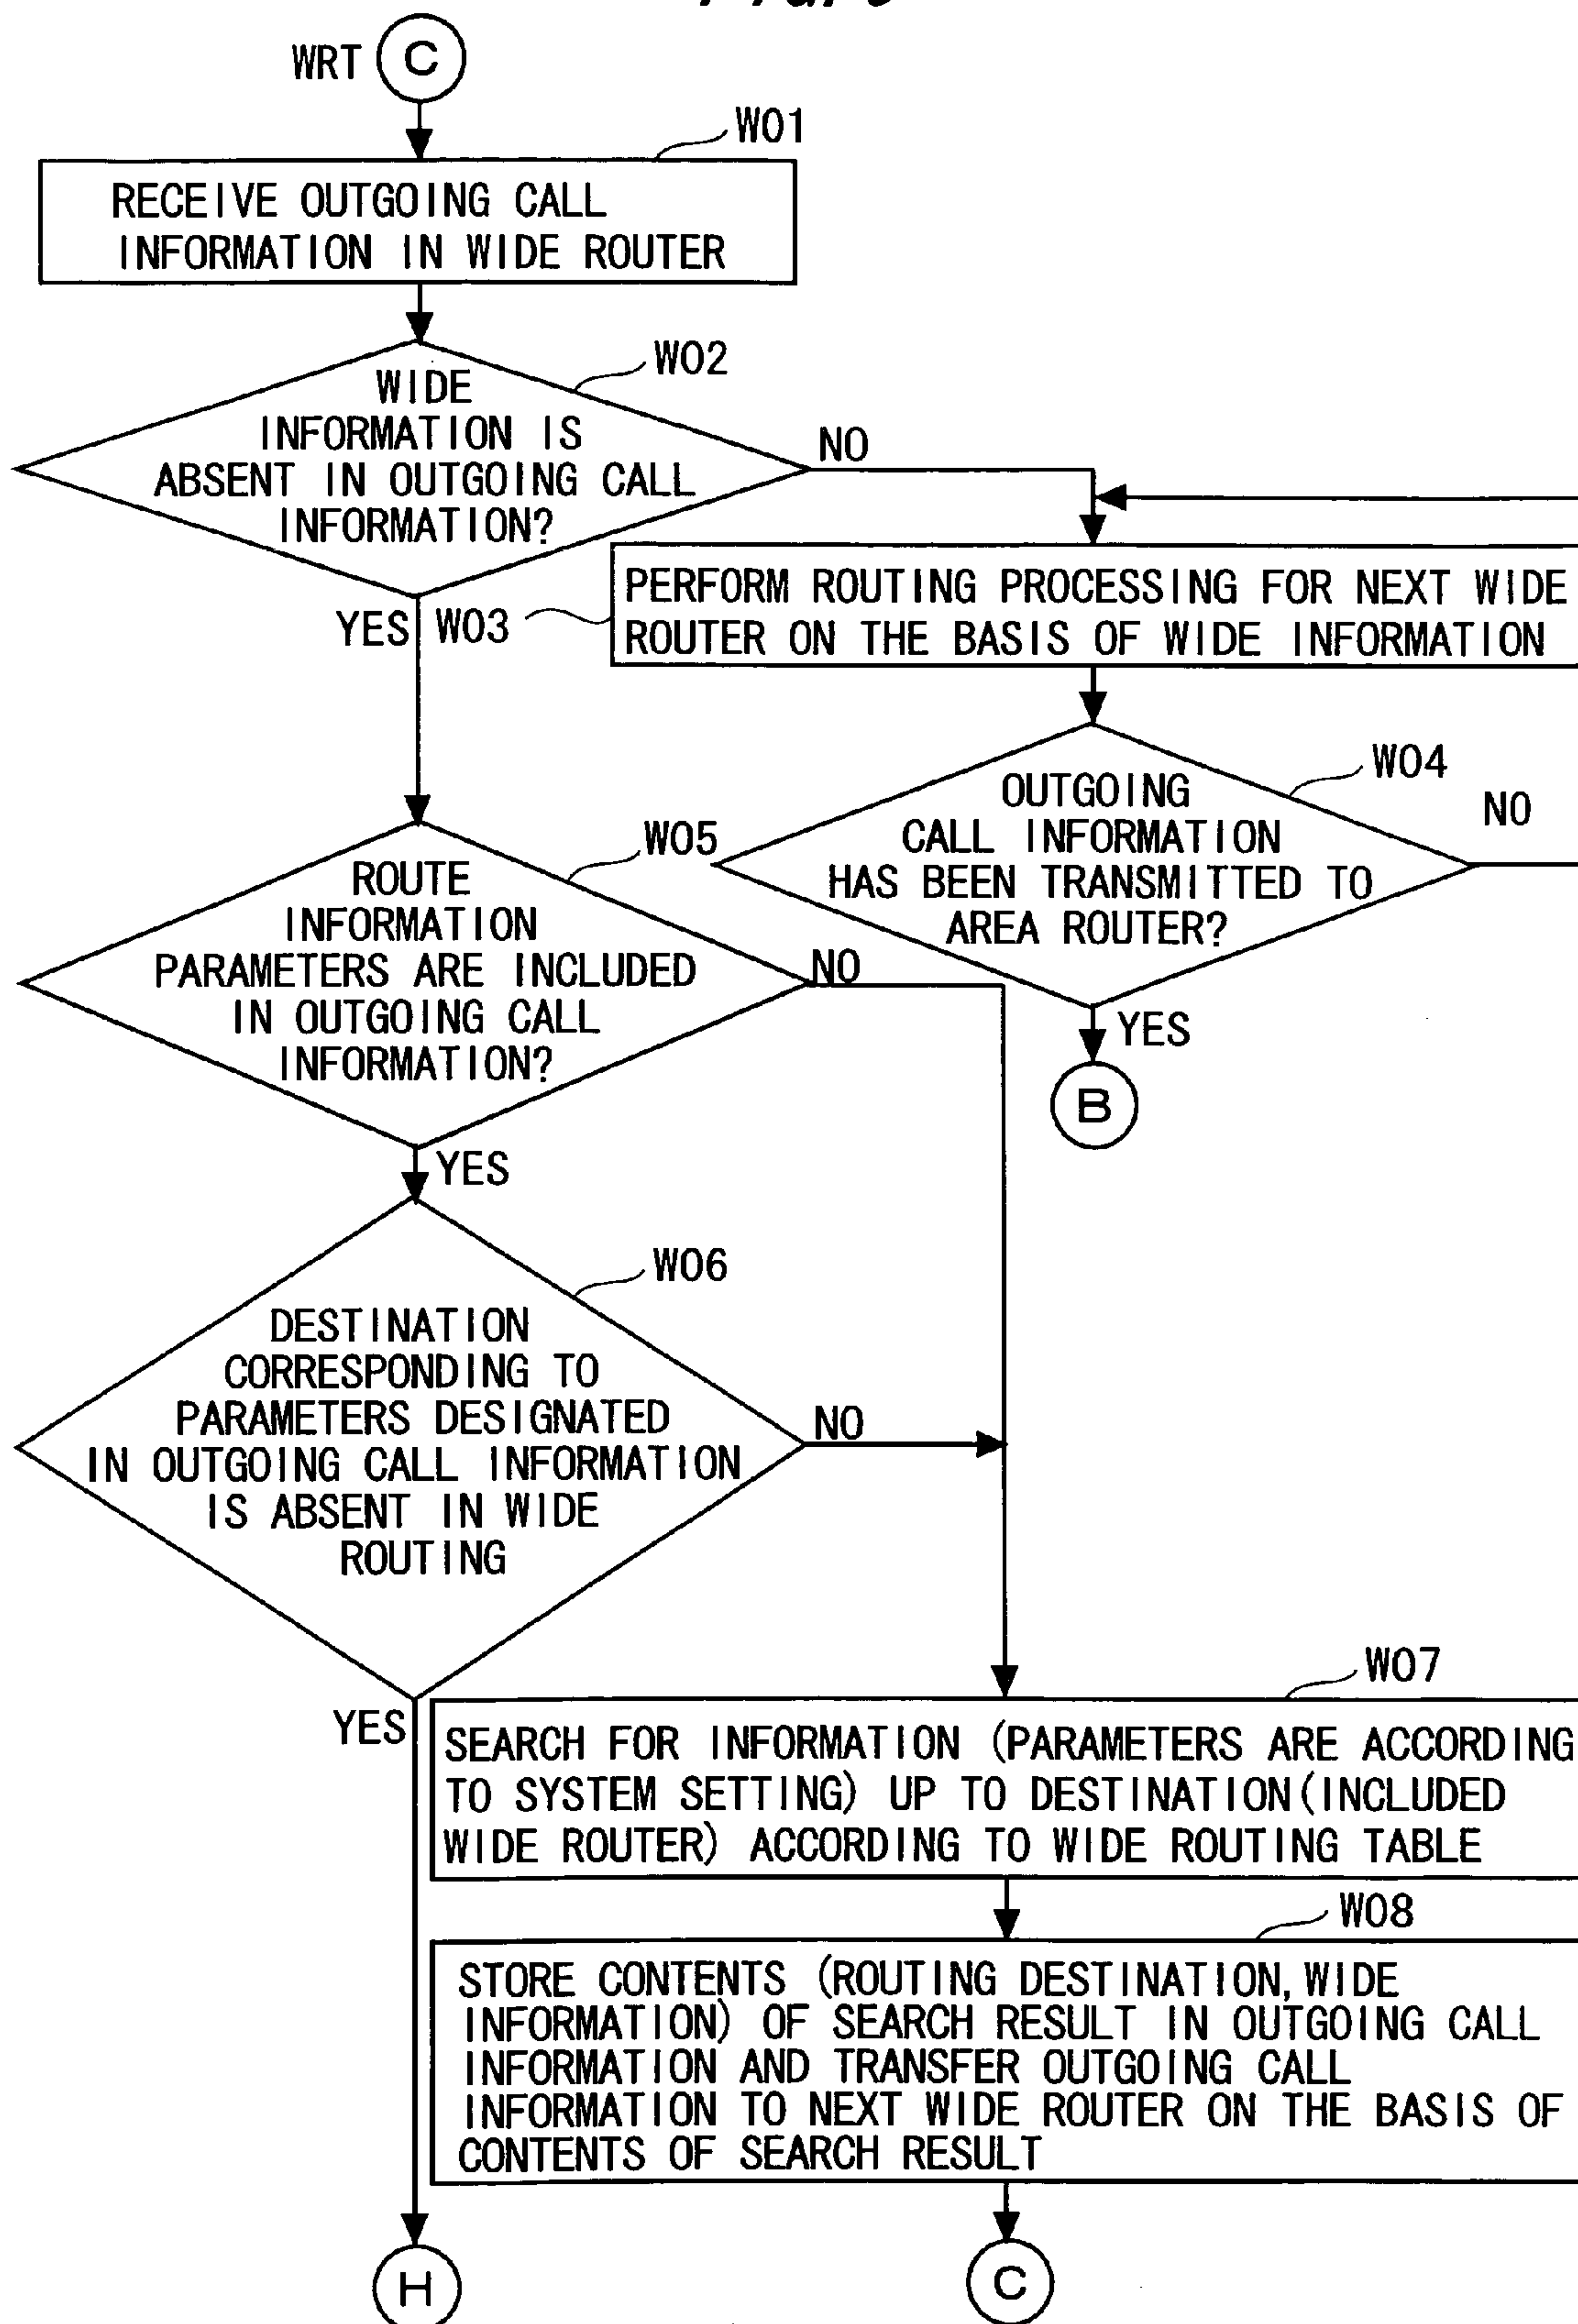 WRT C
W01
RECEIVE OUTGOING CALL
INFORMATION IN WIDE ROUTER
W02
WIDE
INFORMATION IS
ABSENT IN OUTGOING CALL
INFORMATION?
NO
YES
W03
PERFORM ROUTING PROCESSING FOR NEXT WIDE
ROUTER ON THE BASIS OF WIDE INFORMATION
W04
OUTGOING
CALL INFORMATION
HAS BEEN TRANSMITTED TO
AREA ROUTER?
NO
YES
B
W05
ROUTE
INFORMATION
PARAMETERS ARE INCLUDED
IN OUTGOING CALL
INFORMATION?
NO
YES
W06
DESTINATION
CORRESPONDING TO
PARAMETERS DESIGNATED
IN OUTGOING CALL INFORMATION
IS ABSENT IN WIDE
ROUTING
NO
YES
W07
SEARCH FOR INFORMATION (PARAMETERS ARE ACCORDING
TO SYSTEM SETTING) UP TO DESTINATION(INCLUDED
WIDE ROUTER) ACCORDING TO WIDE ROUTING TABLE
W08
STORE CONTENTS (ROUTING DESTINATION, WIDE
INFORMATION) OF SEARCH RESULT IN OUTGOING CALL
INFORMATION AND TRANSFER OUTGOING CALL
INFORMATION TO NEXT WIDE ROUTER ON THE BASIS OF
CONTENTS OF SEARCH RESULT
H
C